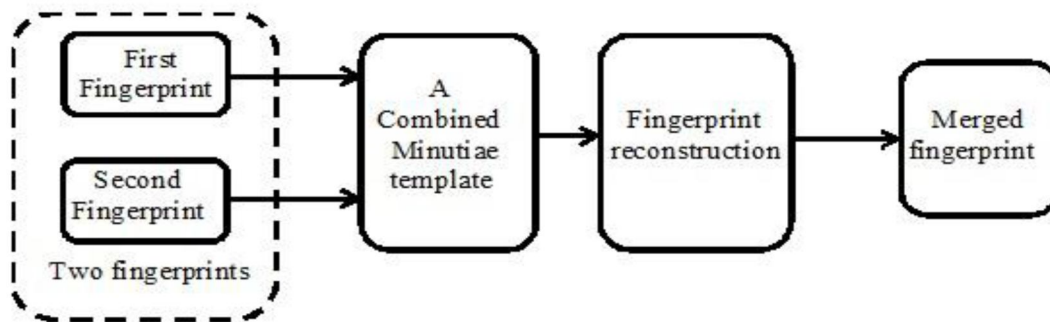 First
Fingerprint
Second
Fingerprint
Two fingerprints
A
Combined
Minutiae
template
Fingerprint
reconstruction
Merged
fingerprint